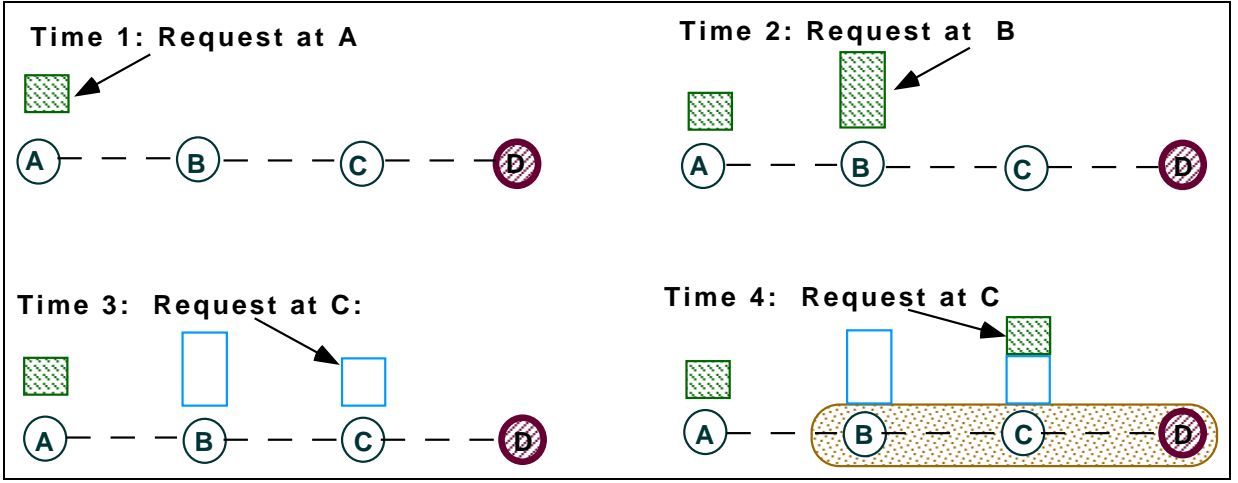 Time 1: Request at A
A B C D
Time 2: Request at B
A B C D
Time 3: Request at C:
A B C D
Time 4: Request at C
A B C D